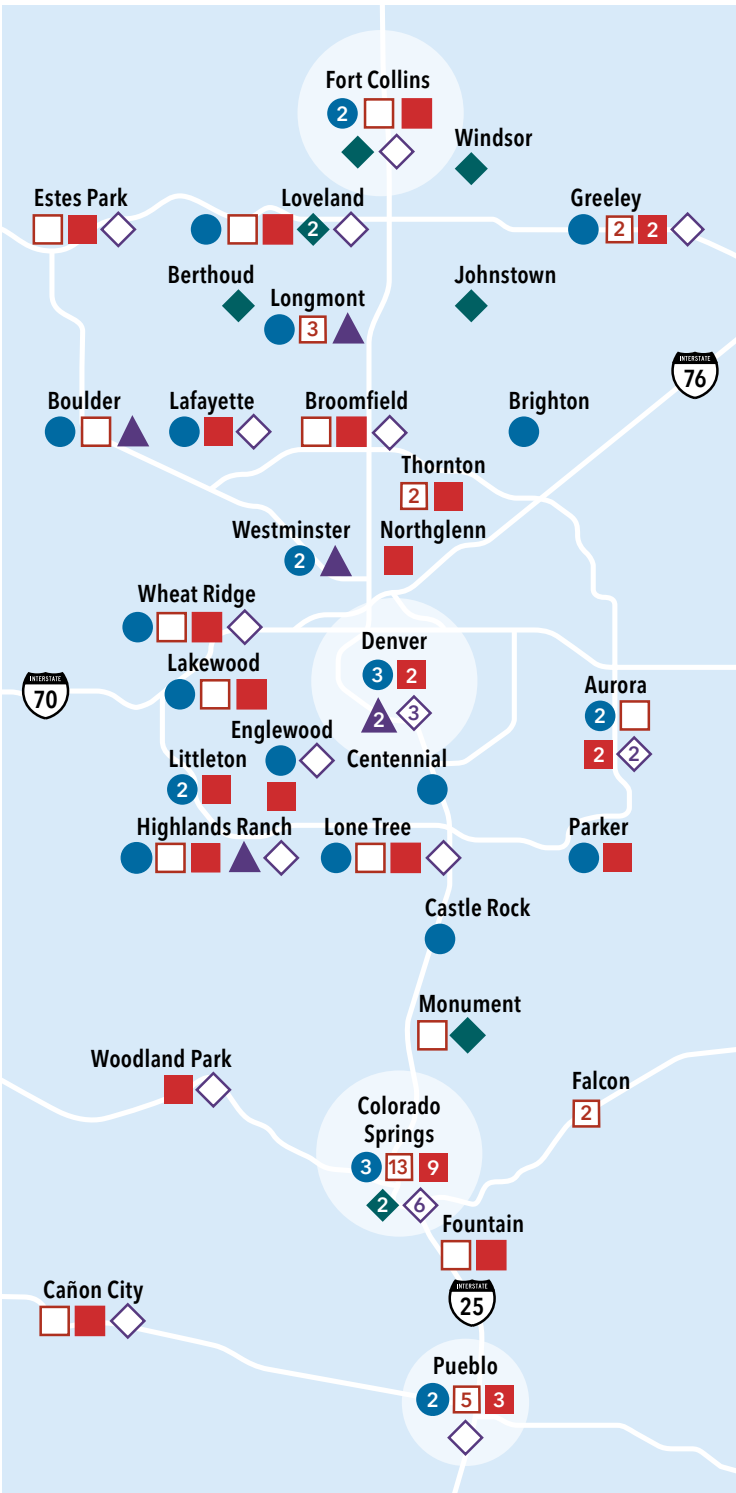 Fort Collins
2
Windsor
Estes Park
Loveland
2
Greeley
2 2
Berthoud
Longmont
3
Johnstown
INTERSTATE
76
Boulder
Lafayette
Broomfield
Brighton
Thornton
2
Westminster
2
Northglenn
Wheat Ridge
Denver
3 2
2 3
INTERSTATE
70
Lakewood
Aurora
2
2 2
Englewood
Littleton
2
Centennial
Highlands Ranch
Lone Tree
Parker
Castle Rock
Monument
Woodland Park
Falcon
2
Colorado
Springs
3 13 9
2 6
Fountain
INTERSTATE
25
Cañon City
Pueblo
2 5 3